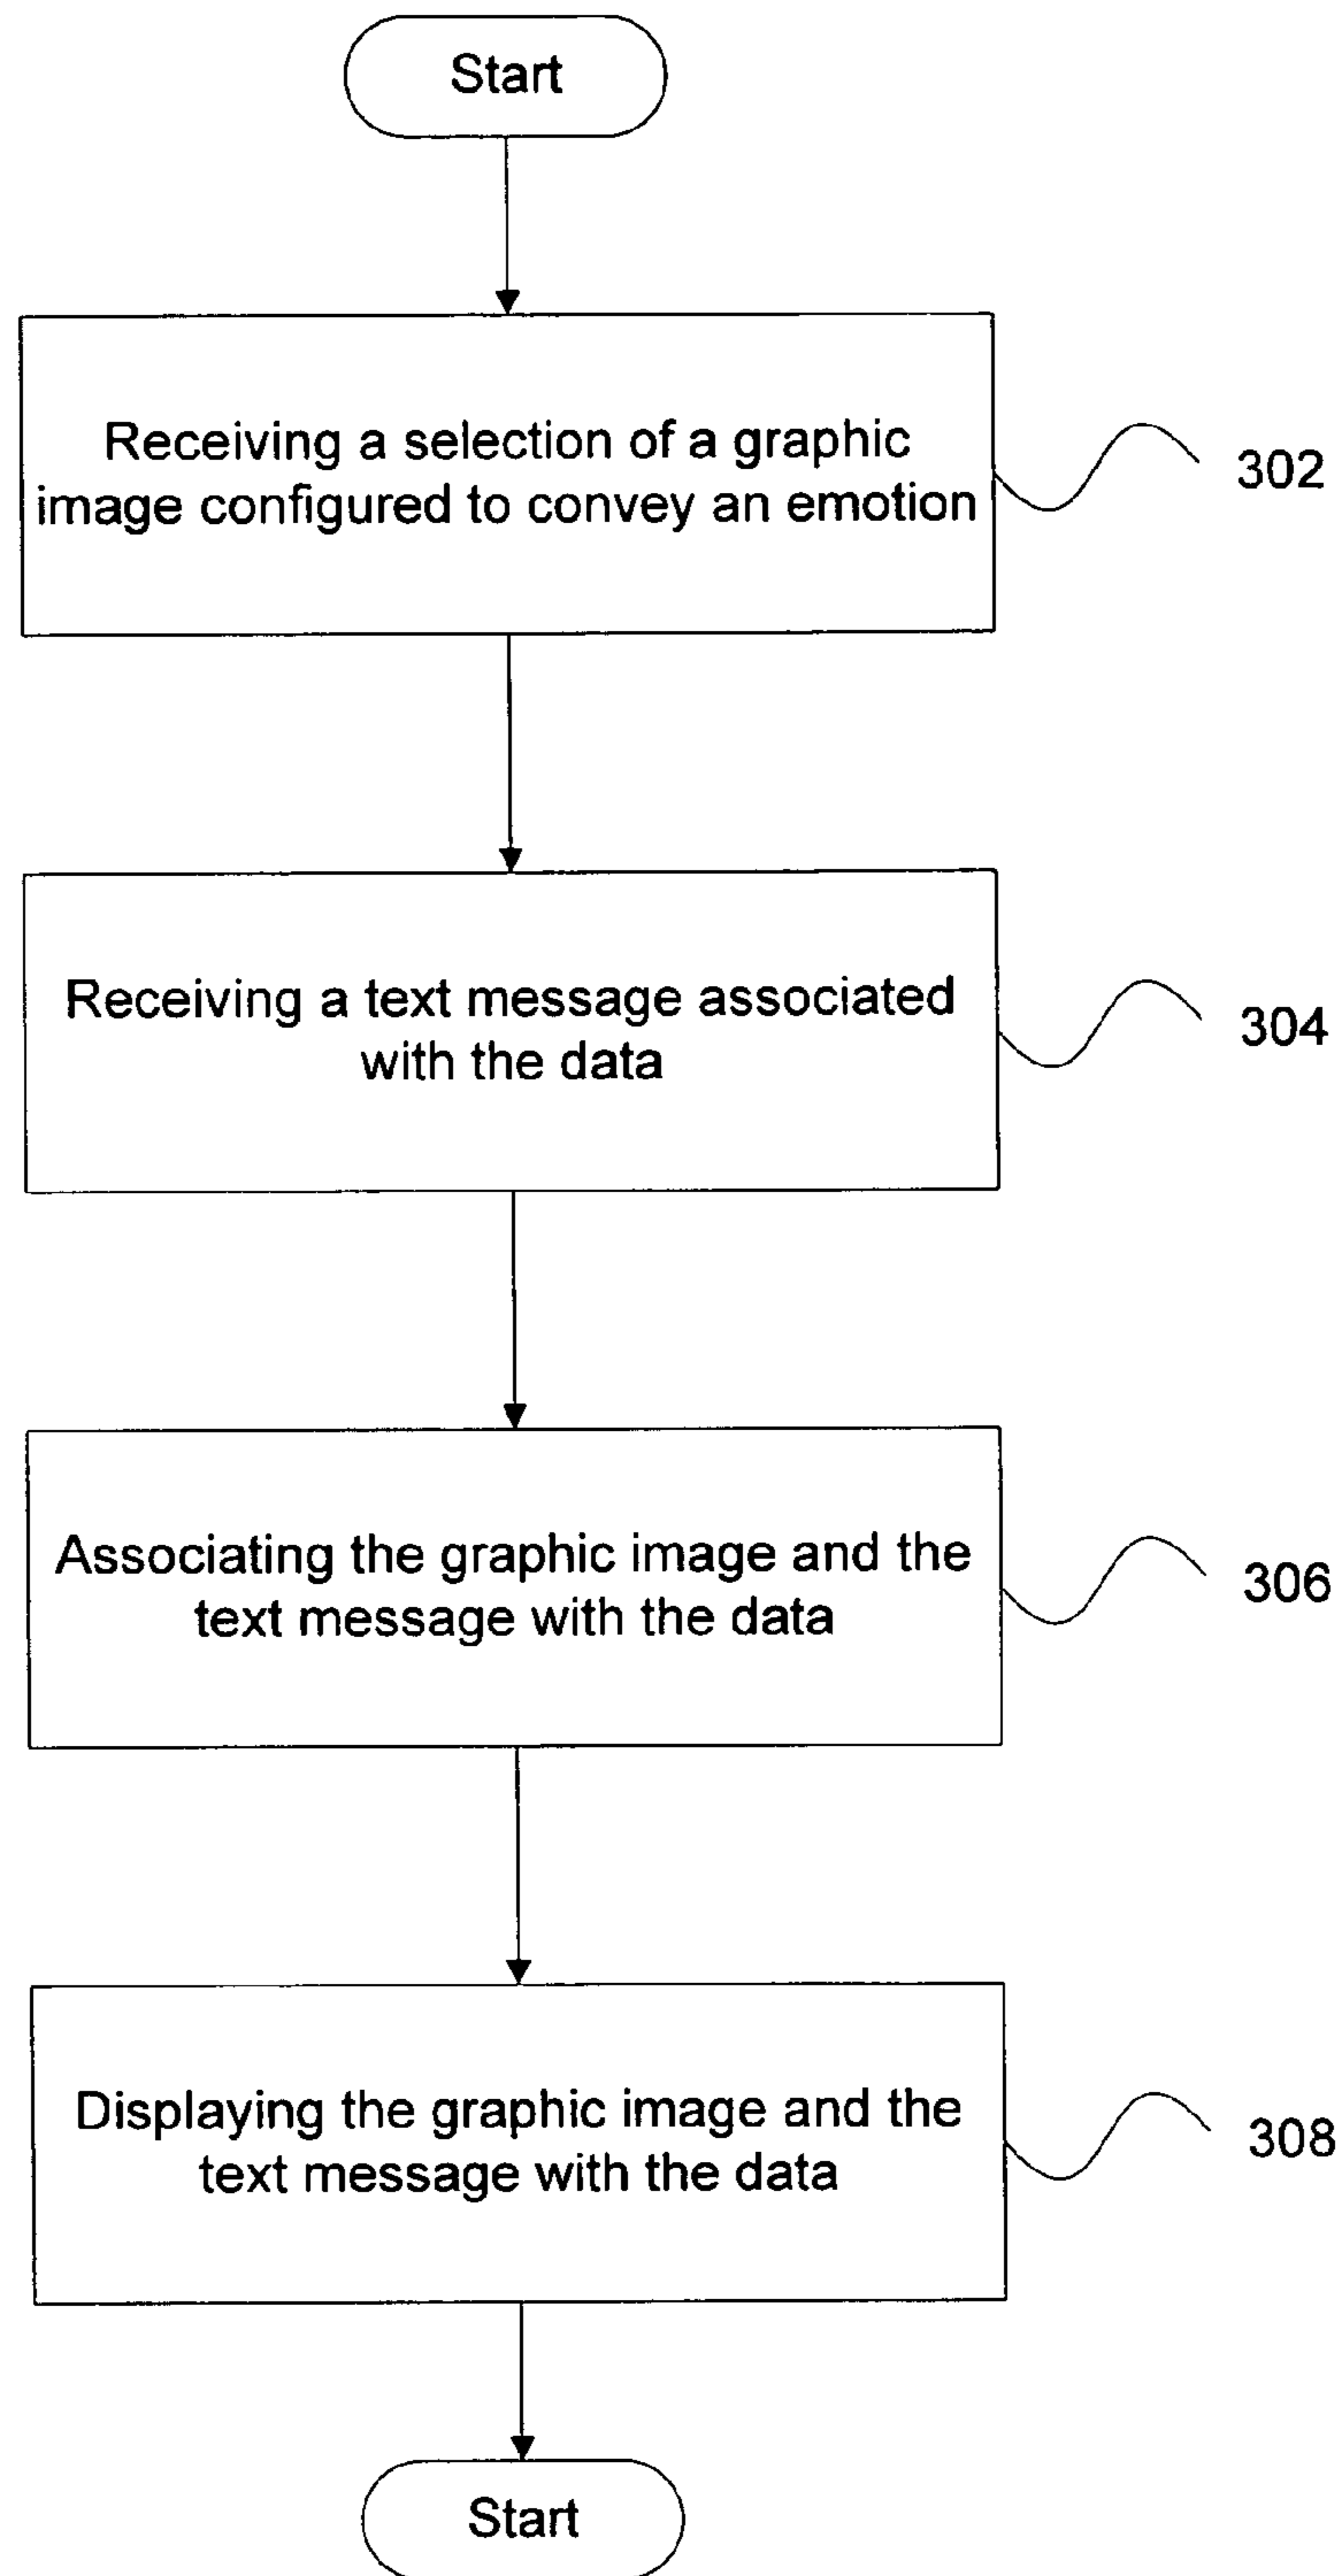 Start
Receiving a selection of a graphic
image configured to convey an emotion
302
Receiving a text message associated
with the data
304
Associating the graphic image and the
text message with the data
306
Displaying the graphic image and the
text message with the data
308
Start